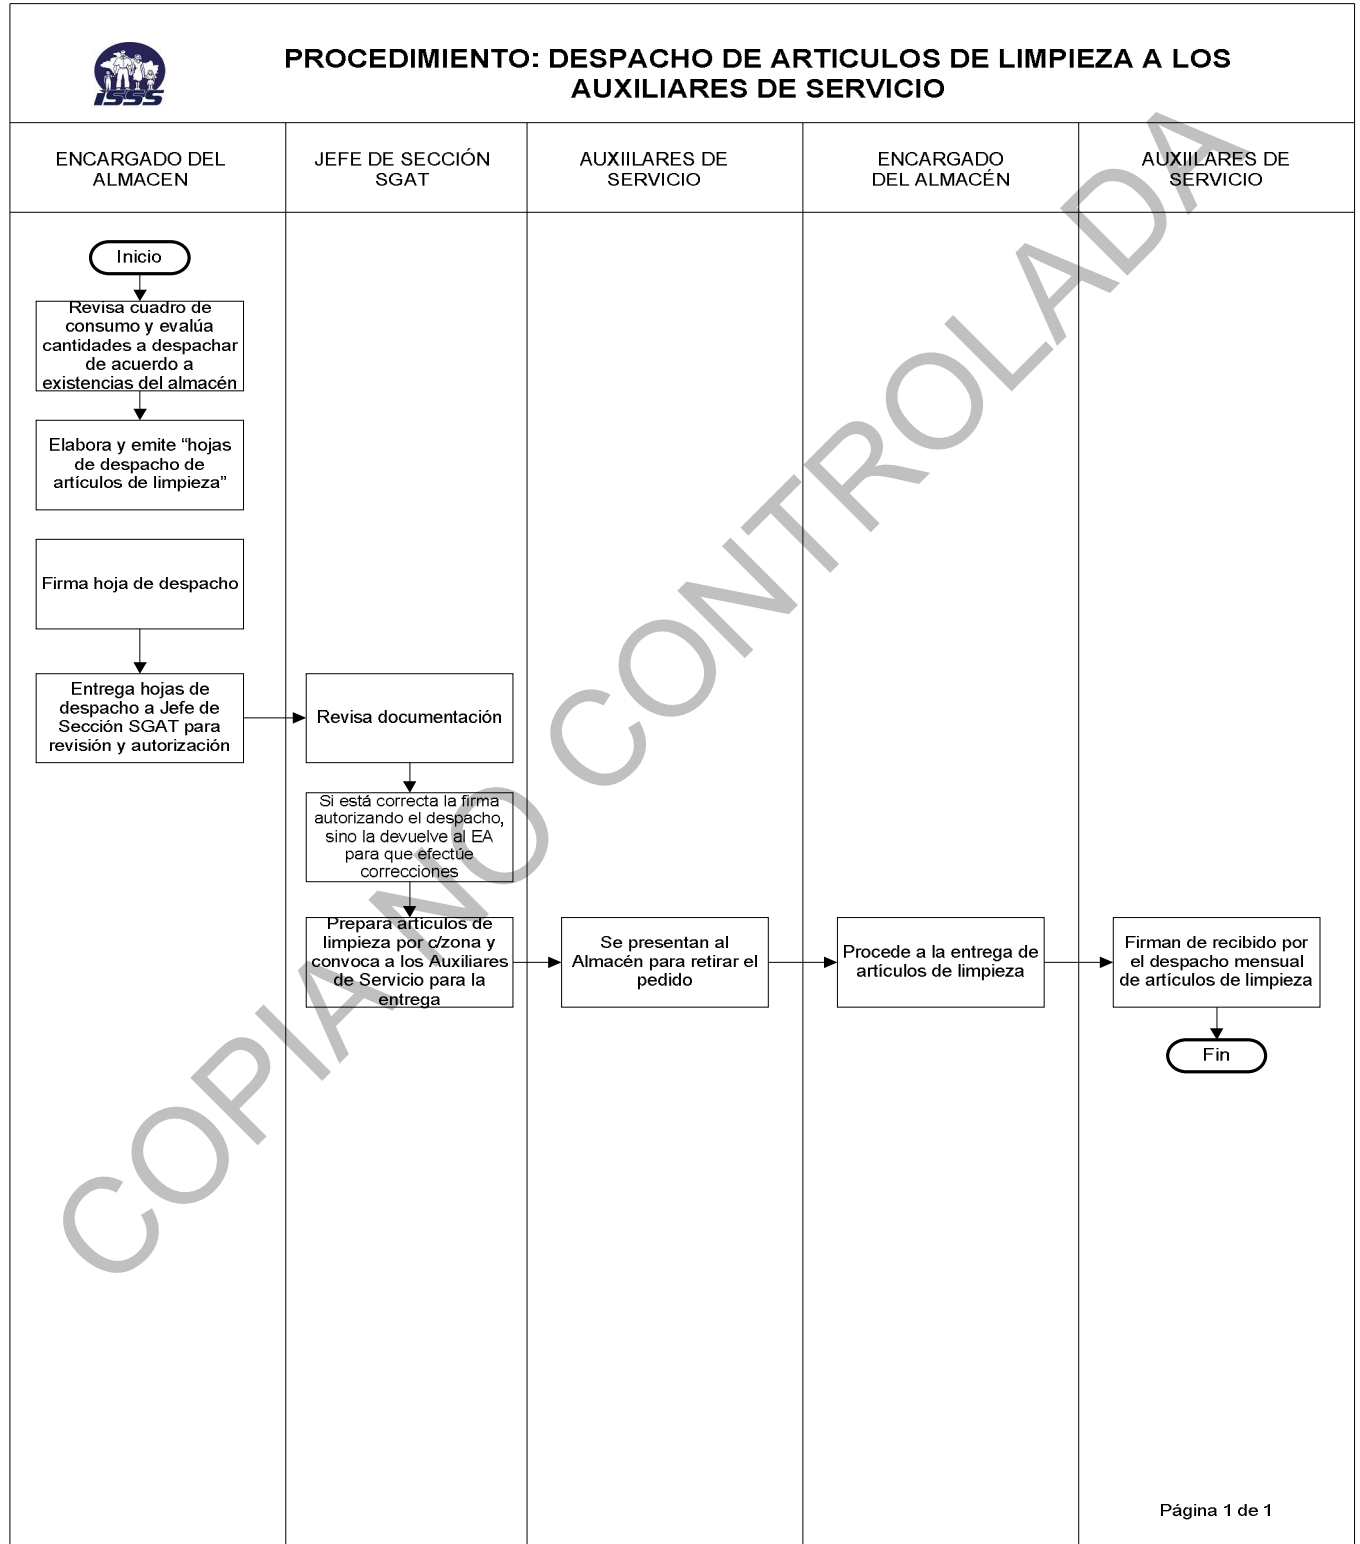 ISSS
PROCEDIMIENTO: DESPACHO DE ARTICULOS DE LIMPIEZA A LOS
AUXILIARES DE SERVICIO
ENCARGADO DEL
ALMACEN
JEFE DE SECCIÓN
SGAT
AUXIILARES DE
SERVICIO
ENCARGADO
DEL ALMACÉN
AUXIILARES DE
SERVICIO
Inicio
Revisa cuadro de
consumo y evalúa
cantidades a despachar
de acuerdo a
existencias del almacén
Elabora y emite “hojas
de despacho de
artículos de limpieza”
Firma hoja de despacho
Entrega hojas de
despacho a Jefe de
Sección SGAT para
revisión y autorización
Revisa documentación
Si está correcta la firma
autorizando el despacho,
sino la devuelve al EA
para que efectúe
correcciones
Prepara artículos de
limpieza por c/zona y
convoca a los Auxiliares
de Servicio para la
entrega
Se presentan al
Almacén para retirar el
pedido
Procede a la entrega de
artículos de limpieza
Firman de recibido por
el despacho mensual
de artículos de limpieza
Fin
COPIA NO CONTROLADA
Página 1 de 1